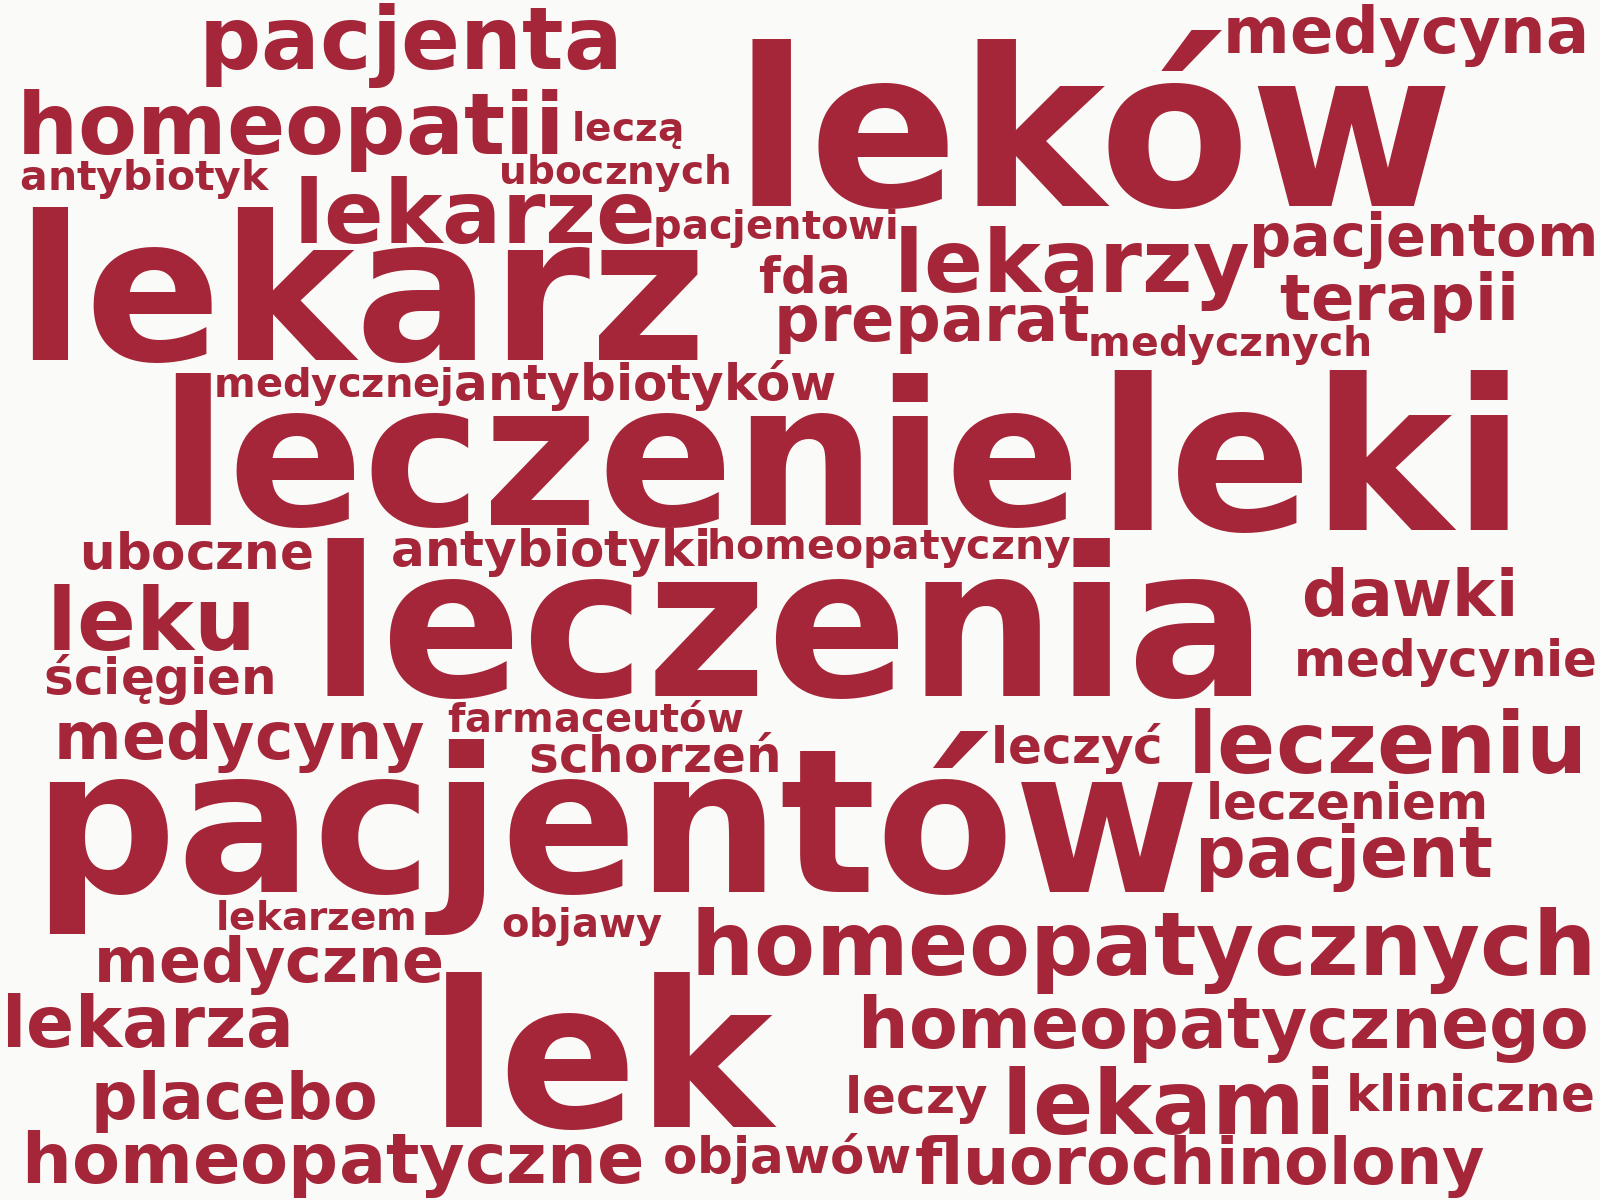 pacjenta
medycyna
leków
homeopatii
leczą
antybiotyk
ubocznych
lekarze
pacjentowi
pacjentom
lekarzy
lekarz
fda
terapii
preparat
medycznych
medycznej
antybiotyków
leczenie
leki
uboczne
antybiotyki
homeopatyczny
leczenia
dawki
leku
medycynie
ścięgien
medycyny
farmaceutów
schorzeń
leczyć
leczeniu
leczeniem
pacjentów
pacjent
lekarzem
objawy
homeopatycznych
medyczne
lek
lekarza
homeopatycznego
placebo
leczy
lekami
kliniczne
homeopatyczne
objawów
fluorochinolony